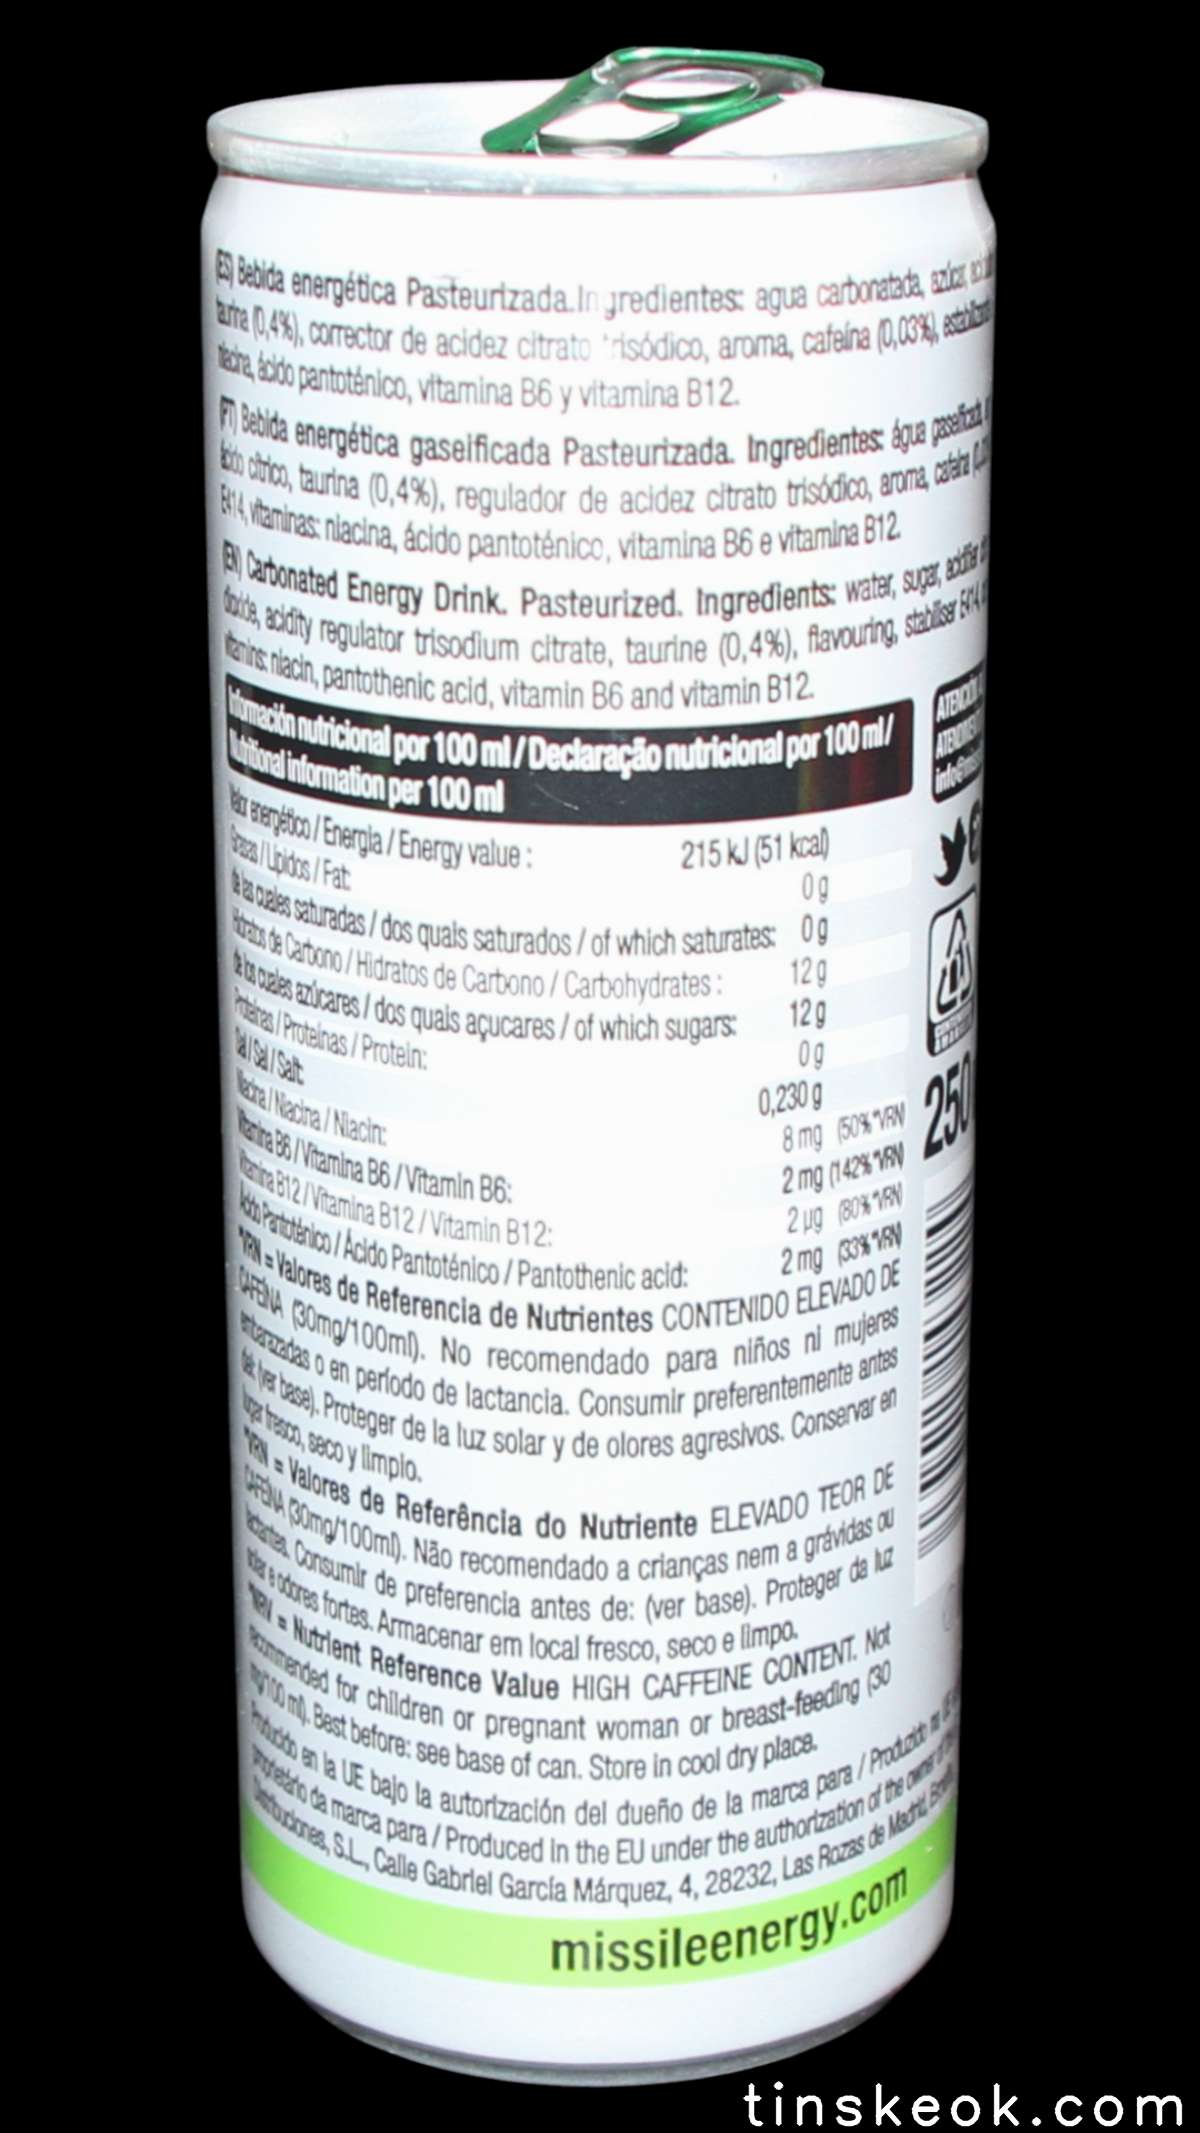 (ES) Bebida energética Pasteurizada. Ingredientes: agua carbonatada, azúcar,
taurina (0,4%), corrector de acidez citrato trisódico, aroma, cafeína (0,03%),
niacina, ácido pantoténico, vitamina B6 y vitamina B12.
(PT) Bebida energética gaseificada Pasteurizada. Ingredientes: água gaseificada,
ácido cítrico, taurina (0,4%), regulador de acidez citrato trisódico, aroma, cafeína
E414, vitaminas: niacina, ácido pantoténico, vitamina B6 e vitamina B12.
(EN) Carbonated Energy Drink. Pasteurized. Ingredients: water, sugar, acidifier
dioxide, acidity regulator trisodium citrate, taurine (0,4%), flavouring, stabiliser E414,
vitamins: niacin, pantothenic acid, vitamin B6 and vitamin B12.
Información nutricional por 100 ml / Declaração nutricional por 100 ml /
Nutritional information per 100 ml
Valor energético / Energia / Energy value : 215 kJ (51 kcal)
Grasas / Lípidos / Fat: 0 g
de las cuales saturadas / dos quais saturados / of which saturates: 0 g
Hidratos de Carbono / Hidratos de Carbono / Carbohydrates : 12 g
de los cuales azúcares / dos quais açucares / of which sugars: 12 g
Proteínas / Proteínas / Protein: 0 g
Sal / Sal / Salt: 0,230 g
Niacina / Niacina / Niacin: 8 mg (50% *VRN)
Vitamina B6 / Vitamina B6 / Vitamin B6: 2 mg (142% *VRN)
Vitamina B12 / Vitamina B12 / Vitamin B12: 2 µg (80% *VRN)
Ácido Pantoténico / Ácido Pantoténico / Pantothenic acid: 2 mg (33% *VRN)
*VRN = Valores de Referencia de Nutrientes CONTENIDO ELEVADO DE
CAFEÍNA (30mg/100ml). No recomendado para niños ni mujeres
embarazadas o en período de lactancia. Consumir preferentemente antes
del: (ver base). Proteger de la luz solar y de olores agresivos. Conservar en
lugar fresco, seco y limpio.
*VRN = Valores de Referência do Nutriente ELEVADO TEOR DE
CAFEÍNA (30mg/100ml). Não recomendado a crianças nem a grávidas ou
lactantes. Consumir de preferencia antes de: (ver base). Proteger da luz
solar e odores fortes. Armacenar em local fresco, seco e limpo.
*NRV = Nutrient Reference Value HIGH CAFFEINE CONTENT. Not
recommended for children or pregnant woman or breast-feeding (30
mg/100 ml). Best before: see base of can. Store in cool dry place.
Producido en la UE bajo la autorización del dueño de la marca para / Produzido na UE
proprietário da marca para / Produced in the EU under the authorization of the owner of the
Distribuciones, S.L., Calle Gabriel García Márquez, 4, 28232, Las Rozas de Madrid,
missileenergy.com
ATENCIÓN
250
tinskeok.com